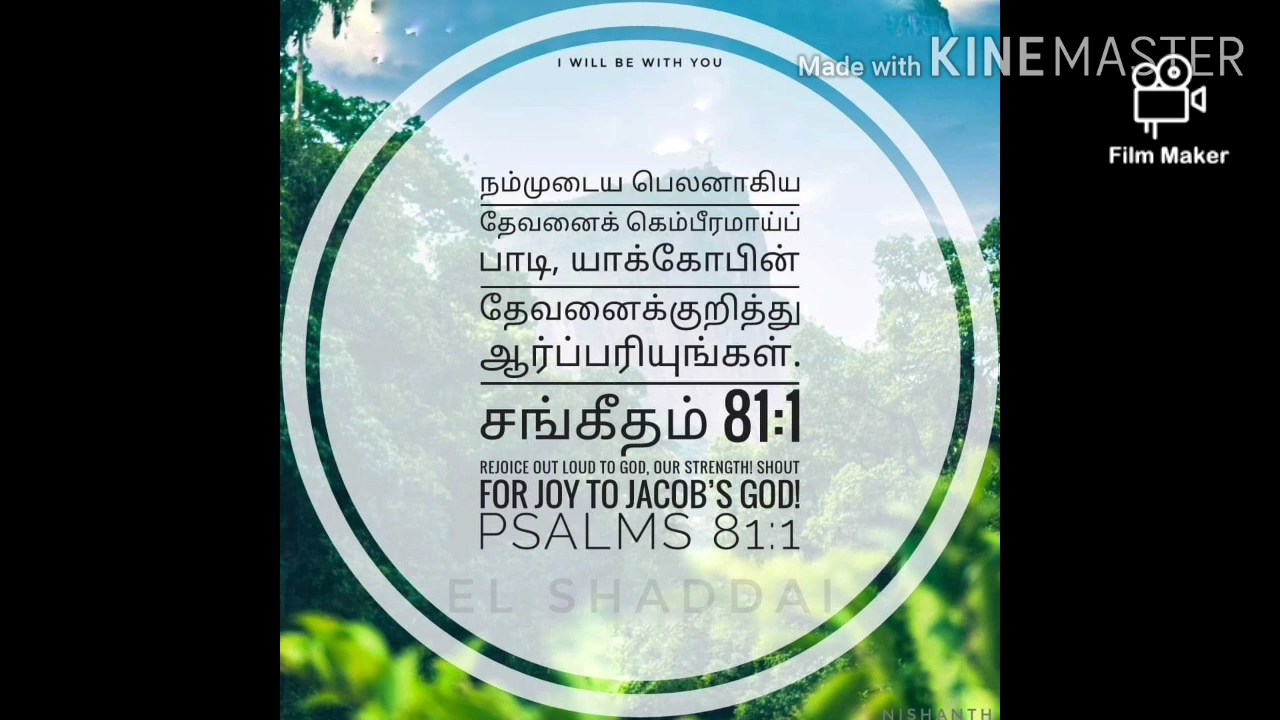 I WILL BE WITH YOU
Made with KINEMASTER
Film Maker
நம்முடைய பெலனாகிய
தேவனைக் கெம்பீரமாய்ப்
பாடி, யாக்கோபின்
தேவனைக்குறித்து
ஆர்ப்பரியுங்கள்.
சங்கீதம் 81:1
REJOICE OUT LOUD TO GOD, OUR STRENGTH! SHOUT
FOR JOY TO JACOB'S GOD!
PSALMS 81:1
EL SHADDAI
NISHANTH